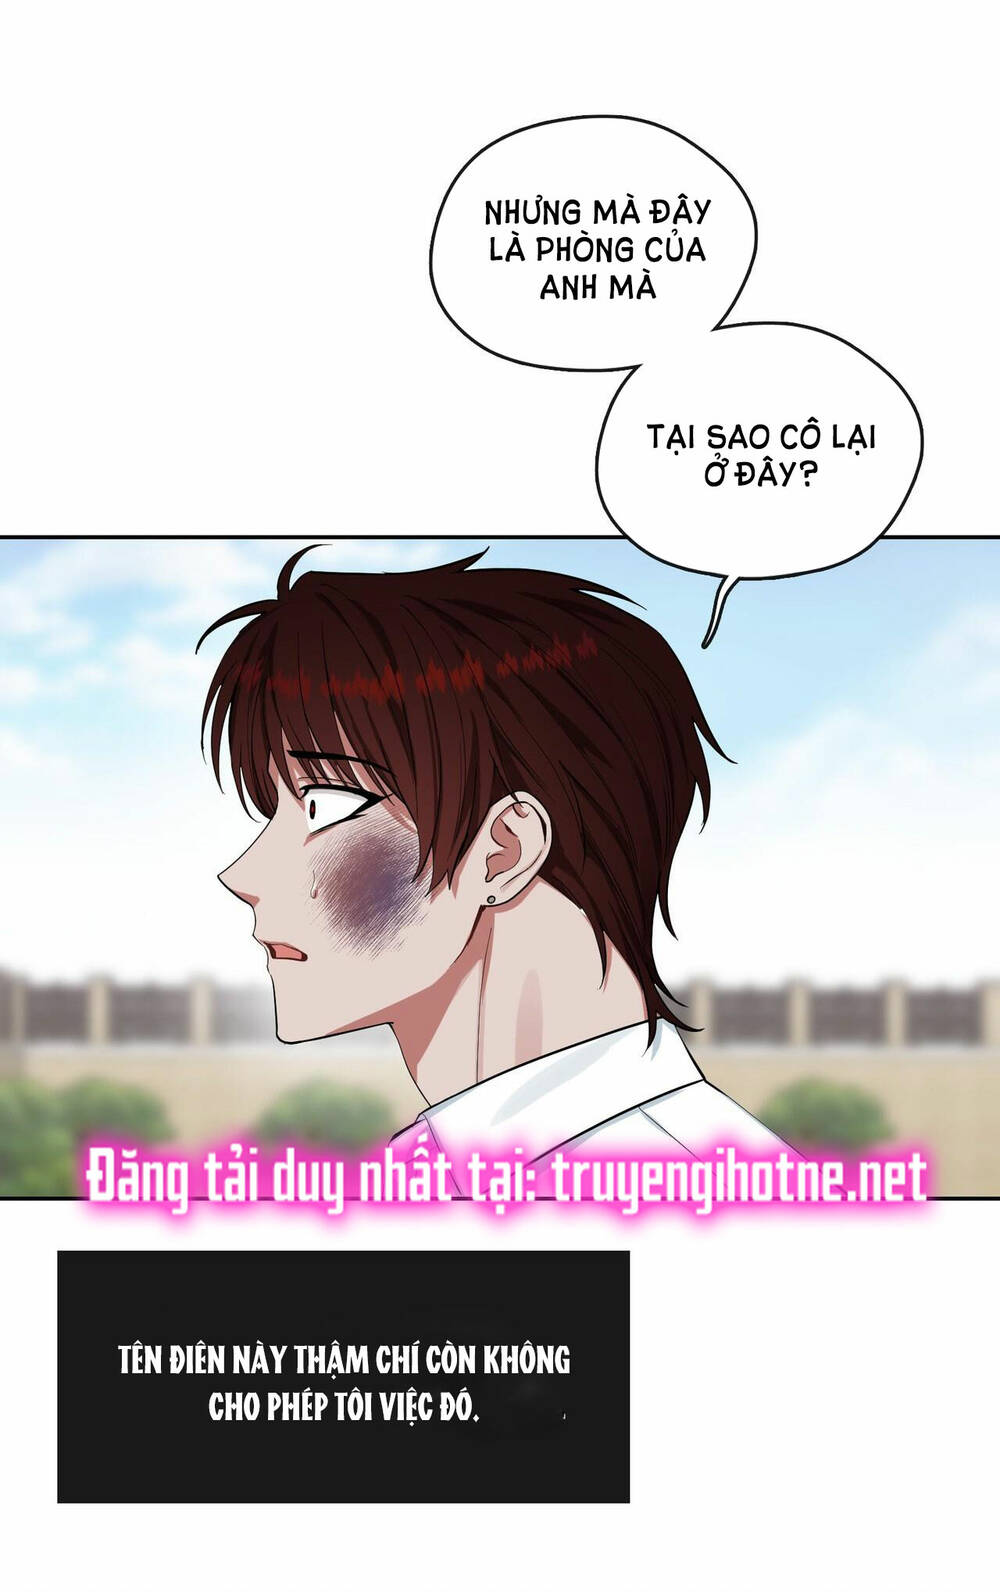 NHƯNG MÀ ĐÂY
LÀ PHÒNG CỦA
ANH MÀ
TẠI SAO CÔ LẠI
Ở ĐÂY?
Đăng tải duy nhất tại: truyengihotne.net
TÊN ĐIÊN NÀY THẬM CHÍ CÒN KHÔNG
CHO PHÉP TÔI VIỆC ĐÓ.